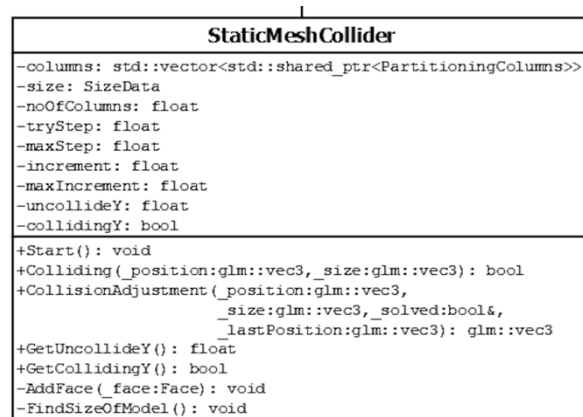 StaticMeshCollider
-columns: std::vector<std::shared_ptr<PartitioningColumns>>
-size: SizeData
-noOfColumns: float
-tryStep: float
-maxStep: float
-increment: float
-maxIncrement: float
-uncollideY: float
-collidingY: bool
+Start(): void
+Colliding(_position:glm::vec3,_size:glm::vec3): bool
+CollisionAdjustment(_position:glm::vec3,
_size:glm::vec3,_solved:bool&,
_lastPosition:glm::vec3): glm::vec3
+GetUncollideY(): float
+GetCollidingY(): bool
-AddFace(_face:Face): void
-FindSizeOfModel(): void